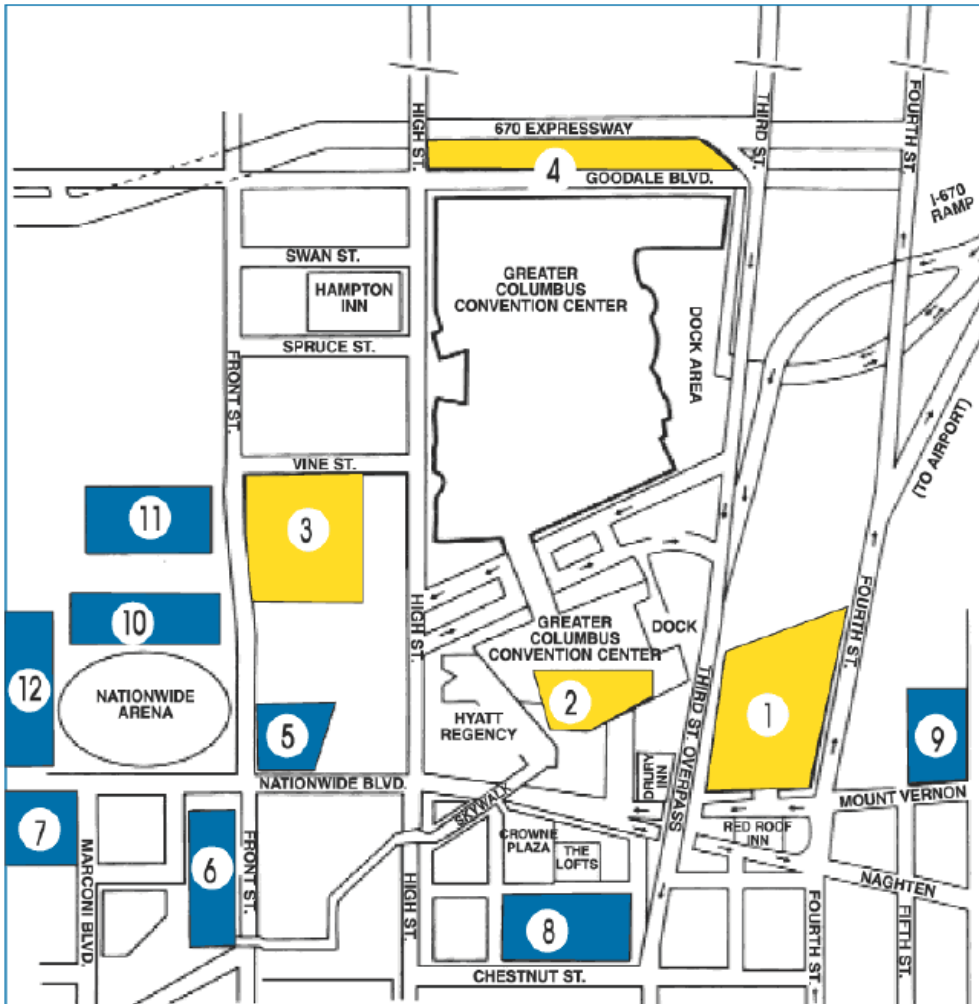 670 EXPRESSWAY
HIGH ST.
THIRD ST.
FOURTH ST.
4
GOODALE BLVD.
I-670
RAMP
SWAN ST.
HAMPTON
INN
GREATER
COLUMBUS
CONVENTION CENTER
DOCK AREA
SPRUCE ST.
FRONT ST.
(TO AIRPORT)
VINE ST.
11
3
10
HIGH ST.
GREATER
COLUMBUS
CONVENTION CENTER
DOCK
FOURTH ST.
12
NATIONWIDE
ARENA
5
HYATT
REGENCY
2
THIRD ST. OVERPASS
1
9
NATIONWIDE BLVD.
SKYWALK
DRURY
INN
MOUNT VERNON
7
MARCONI BLVD.
6
FRONT ST.
HIGH ST.
CROWNE
PLAZA
THE
LOFTS
RED ROOF
INN
NAGHTEN
8
FOURTH ST.
FIFTH ST.
CHESTNUT ST.